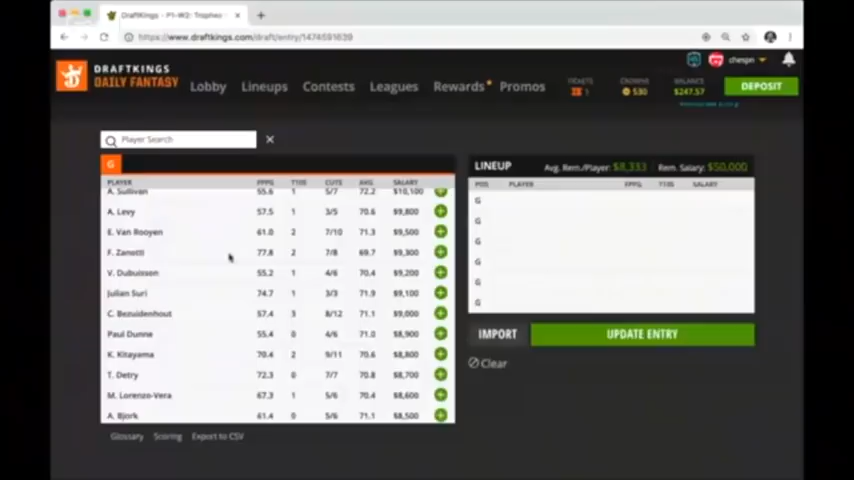 DraftKings - P1-W2: Trophee
https://www.draftkings.com/draft/entry/1474591639
DRAFTKINGS
DAILY FANTASY
Lobby
Lineups
Contests
Leagues
Rewards
Promos
TICKETS
1
CROWNS
530
BALANCE
$247.57
chespn
DEPOSIT
Player Search
G
PLAYER FPPG CUTS AVG. SALARY
A. Sullivan 55.6 1 5/7 72.2 $10,100
A. Levy 57.5 1 3/5 70.6 $9,800
E. Van Rooyen 61.0 2 7/10 71.3 $9,500
F. Zanotti 77.8 2 7/8 69.7 $9,300
V. Dubuisson 55.2 1 4/6 70.4 $9,200
Julian Suri 74.7 1 3/3 71.9 $9,100
C. Bezuidenhout 57.4 3 8/12 71.1 $9,000
Paul Dunne 55.4 0 4/6 71.0 $8,900
K. Kitayama 70.4 2 9/11 70.6 $8,800
T. Detry 72.3 0 7/7 70.8 $8,700
M. Lorenzo-Vera 67.3 1 5/6 70.4 $8,600
A. Bjork 61.4 0 5/6 71.1 $8,500
Glossary Scoring Export to CSV
LINEUP Avg. Rem./Player: $8,333 Rem. Salary: $50,000
POS PLAYER FPPG SALARY
G
G
G
G
G
G
IMPORT
UPDATE ENTRY
Clear